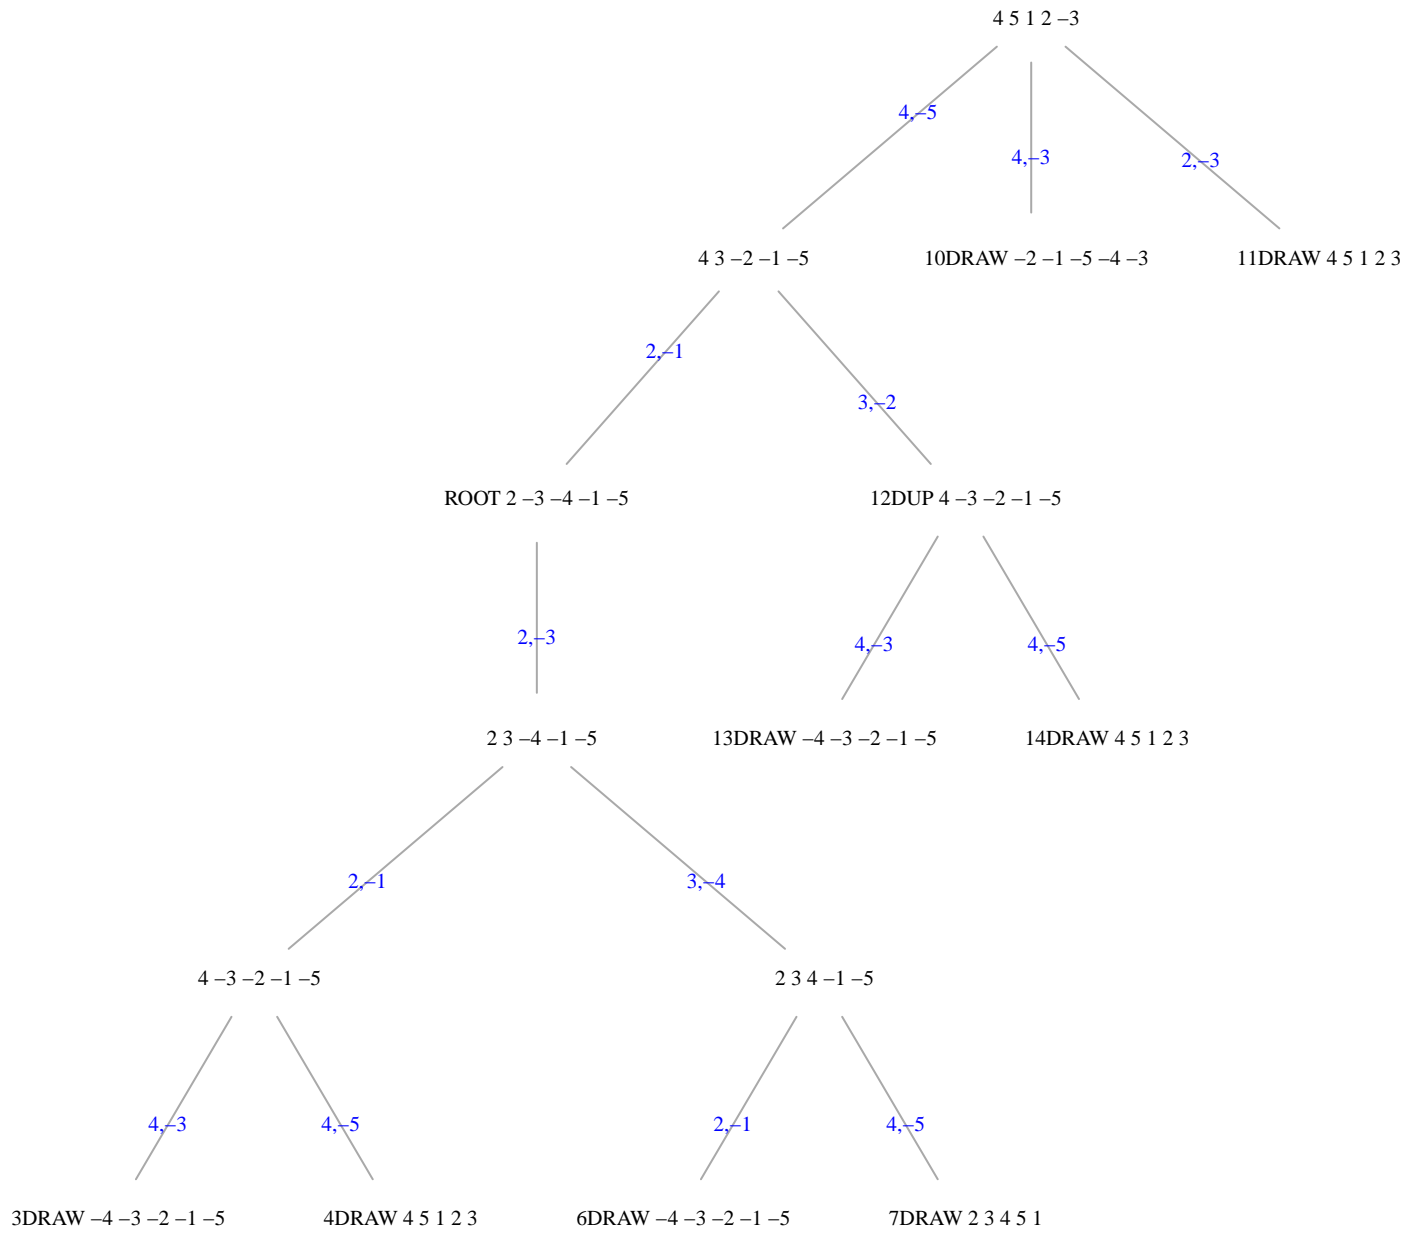 4 5 1 2 –3
4,–5
4,–3
2,–3
4 3 –2 –1 –5
10DRAW –2 –1 –5 –4 –3
11DRAW 4 5 1 2 3
2,–1
3,–2
ROOT 2 –3 –4 –1 –5
12DUP 4 –3 –2 –1 –5
2,–3
4,–3
4,–5
2 3 –4 –1 –5
13DRAW –4 –3 –2 –1 –5
14DRAW 4 5 1 2 3
2,–1
3,–4
4 –3 –2 –1 –5
2 3 4 –1 –5
4,–3
4,–5
2,–1
4,–5
3DRAW –4 –3 –2 –1 –5
4DRAW 4 5 1 2 3
6DRAW –4 –3 –2 –1 –5
7DRAW 2 3 4 5 1